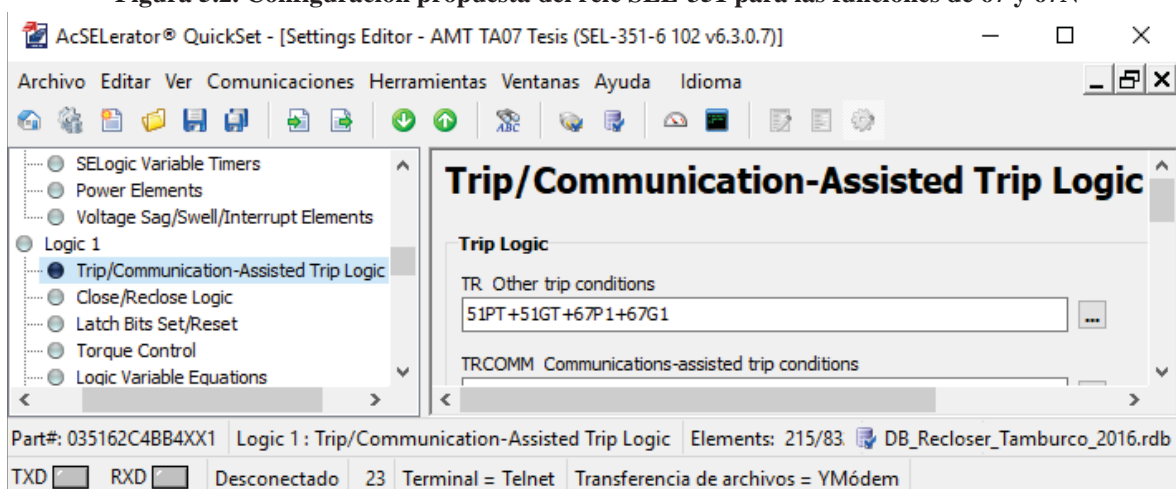 Figura 3.2. Configuración propuesta del relé SEL-351 para las funciones de 67 y 67N
AcSELerator® QuickSet - [Settings Editor - AMT TA07 Tesis (SEL-351-6 102 v6.3.0.7)]
Archivo Editar Ver Comunicaciones Herramientas Ventanas Ayuda Idioma
ABC
SELogic Variable Timers
Power Elements
Voltage Sag/Swell/Interrupt Elements
Logic 1
Trip/Communication-Assisted Trip Logic
Close/Reclose Logic
Latch Bits Set/Reset
Torque Control
Logic Variable Equations
Trip/Communication-Assisted Trip Logic
Trip Logic
TR Other trip conditions
51PT+51GT+67P1+67G1
...
TRCOMM Communications-assisted trip conditions
Part#: 035162C4BB4XX1 Logic 1 : Trip/Communication-Assisted Trip Logic Elements: 215/83 DB_Recloser_Tamburco_2016.rdb
TXD RXD Desconectado 23 Terminal = Telnet Transferencia de archivos = YMódem